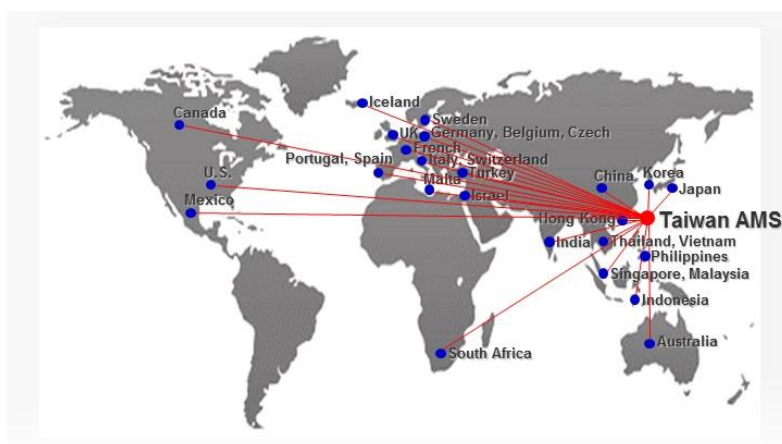 Iceland
Canada
Sweden
UK
Germany, Belgium, Czech
French
Portugal, Spain
Italy, Switzerland
U.S.
Malta
Turkey
China
Korea
Japan
Mexico
Israel
Hong Kong
Taiwan AMS
India
Thailand, Vietnam
Philippines
Singapore, Malaysia
Indonesia
South Africa
Australia